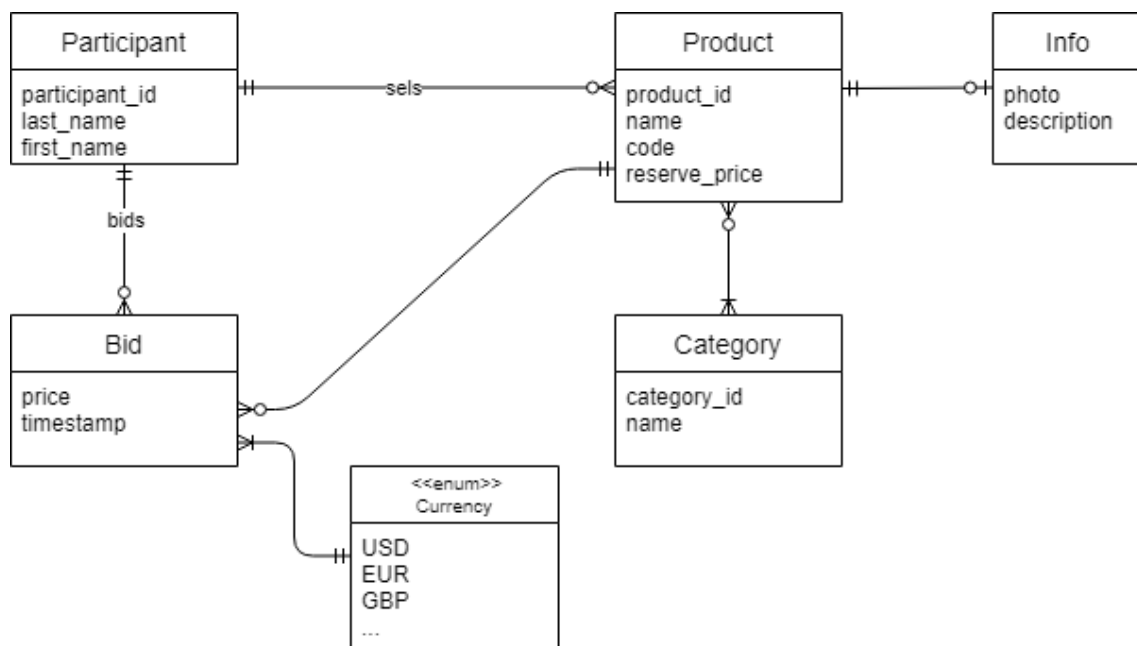 Participant
participant_id
last_name
first_name
sels
Product
product_id
name
code
reserve_price
Info
photo
description
bids
Bid
price
timestamp
Category
category_id
name
<<enum>>
Currency
USD
EUR
GBP
...